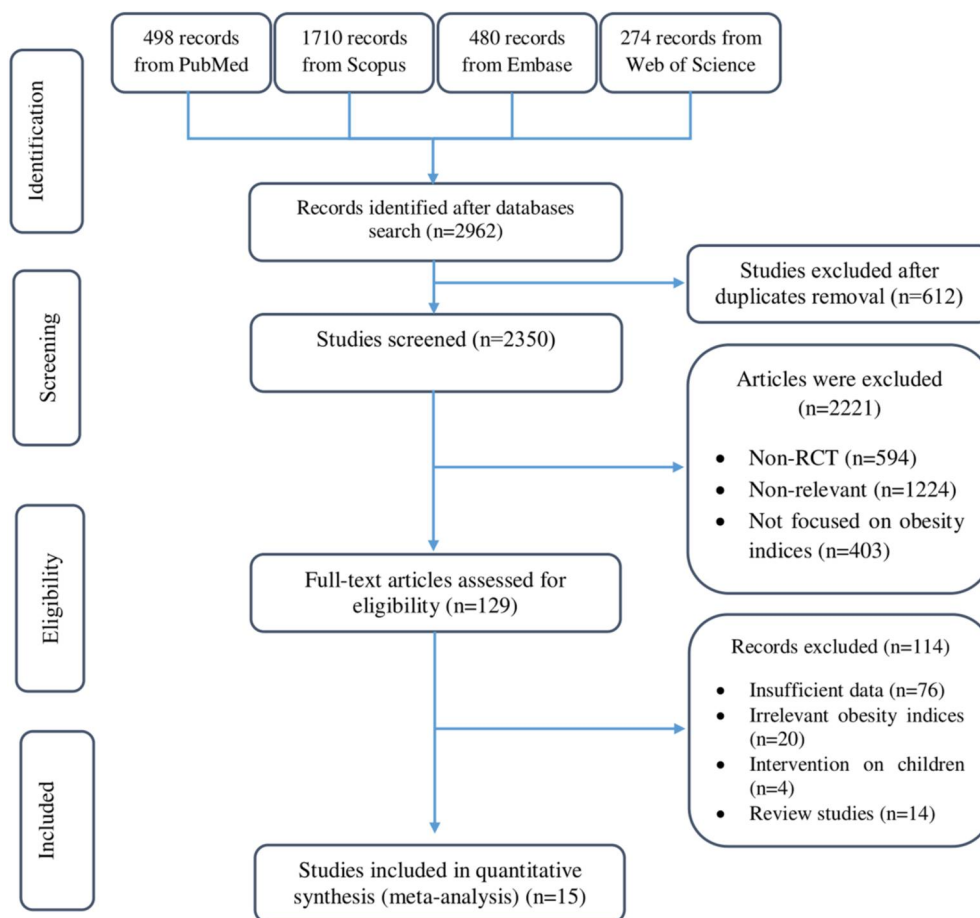 Identification
498 records
from PubMed
1710 records
from Scopus
480 records
from Embase
274 records from
Web of Science
Records identified after databases
search (n=2962)
Screening
Studies excluded after
duplicates removal (n=612)
Studies screened (n=2350)
Articles were excluded
(n=2221)
• Non-RCT (n=594)
• Non-relevant (n=1224)
• Not focused on obesity
indices (n=403)
Eligibility
Full-text articles assessed for
eligibility (n=129)
Records excluded (n=114)
• Insufficient data (n=76)
• Irrelevant obesity indices
(n=20)
• Intervention on children
(n=4)
• Review studies (n=14)
Included
Studies included in quantitative
synthesis (meta-analysis) (n=15)